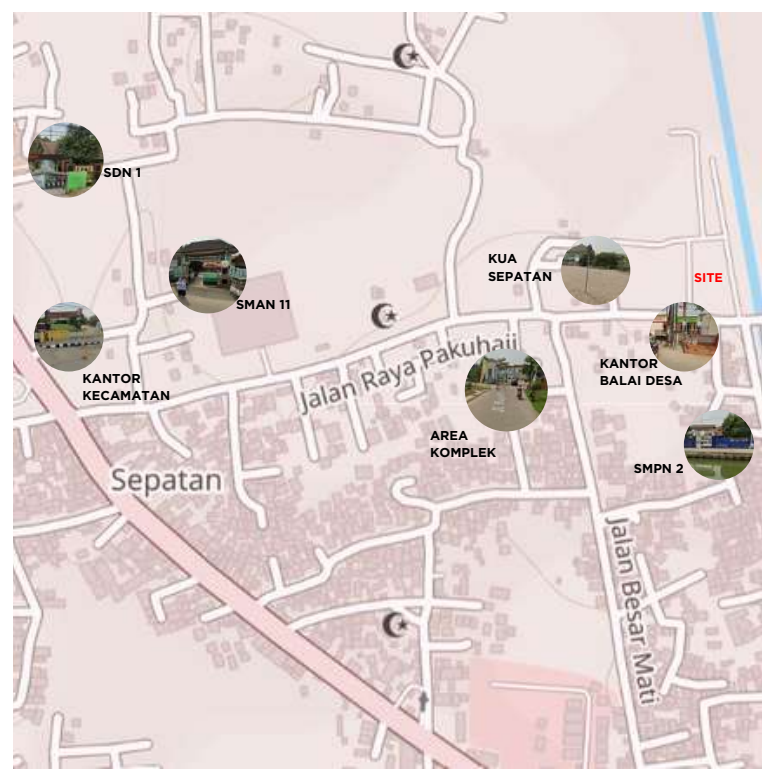 SDN 1
SMAN 11
KUA
SEPATAN
SITE
KANTOR
KECAMATAN
Jalan Raya Pakuhaji
KANTOR
BALAI DESA
AREA
KOMPLEK
SMPN 2
Sepatan
Jalan Besar Mati